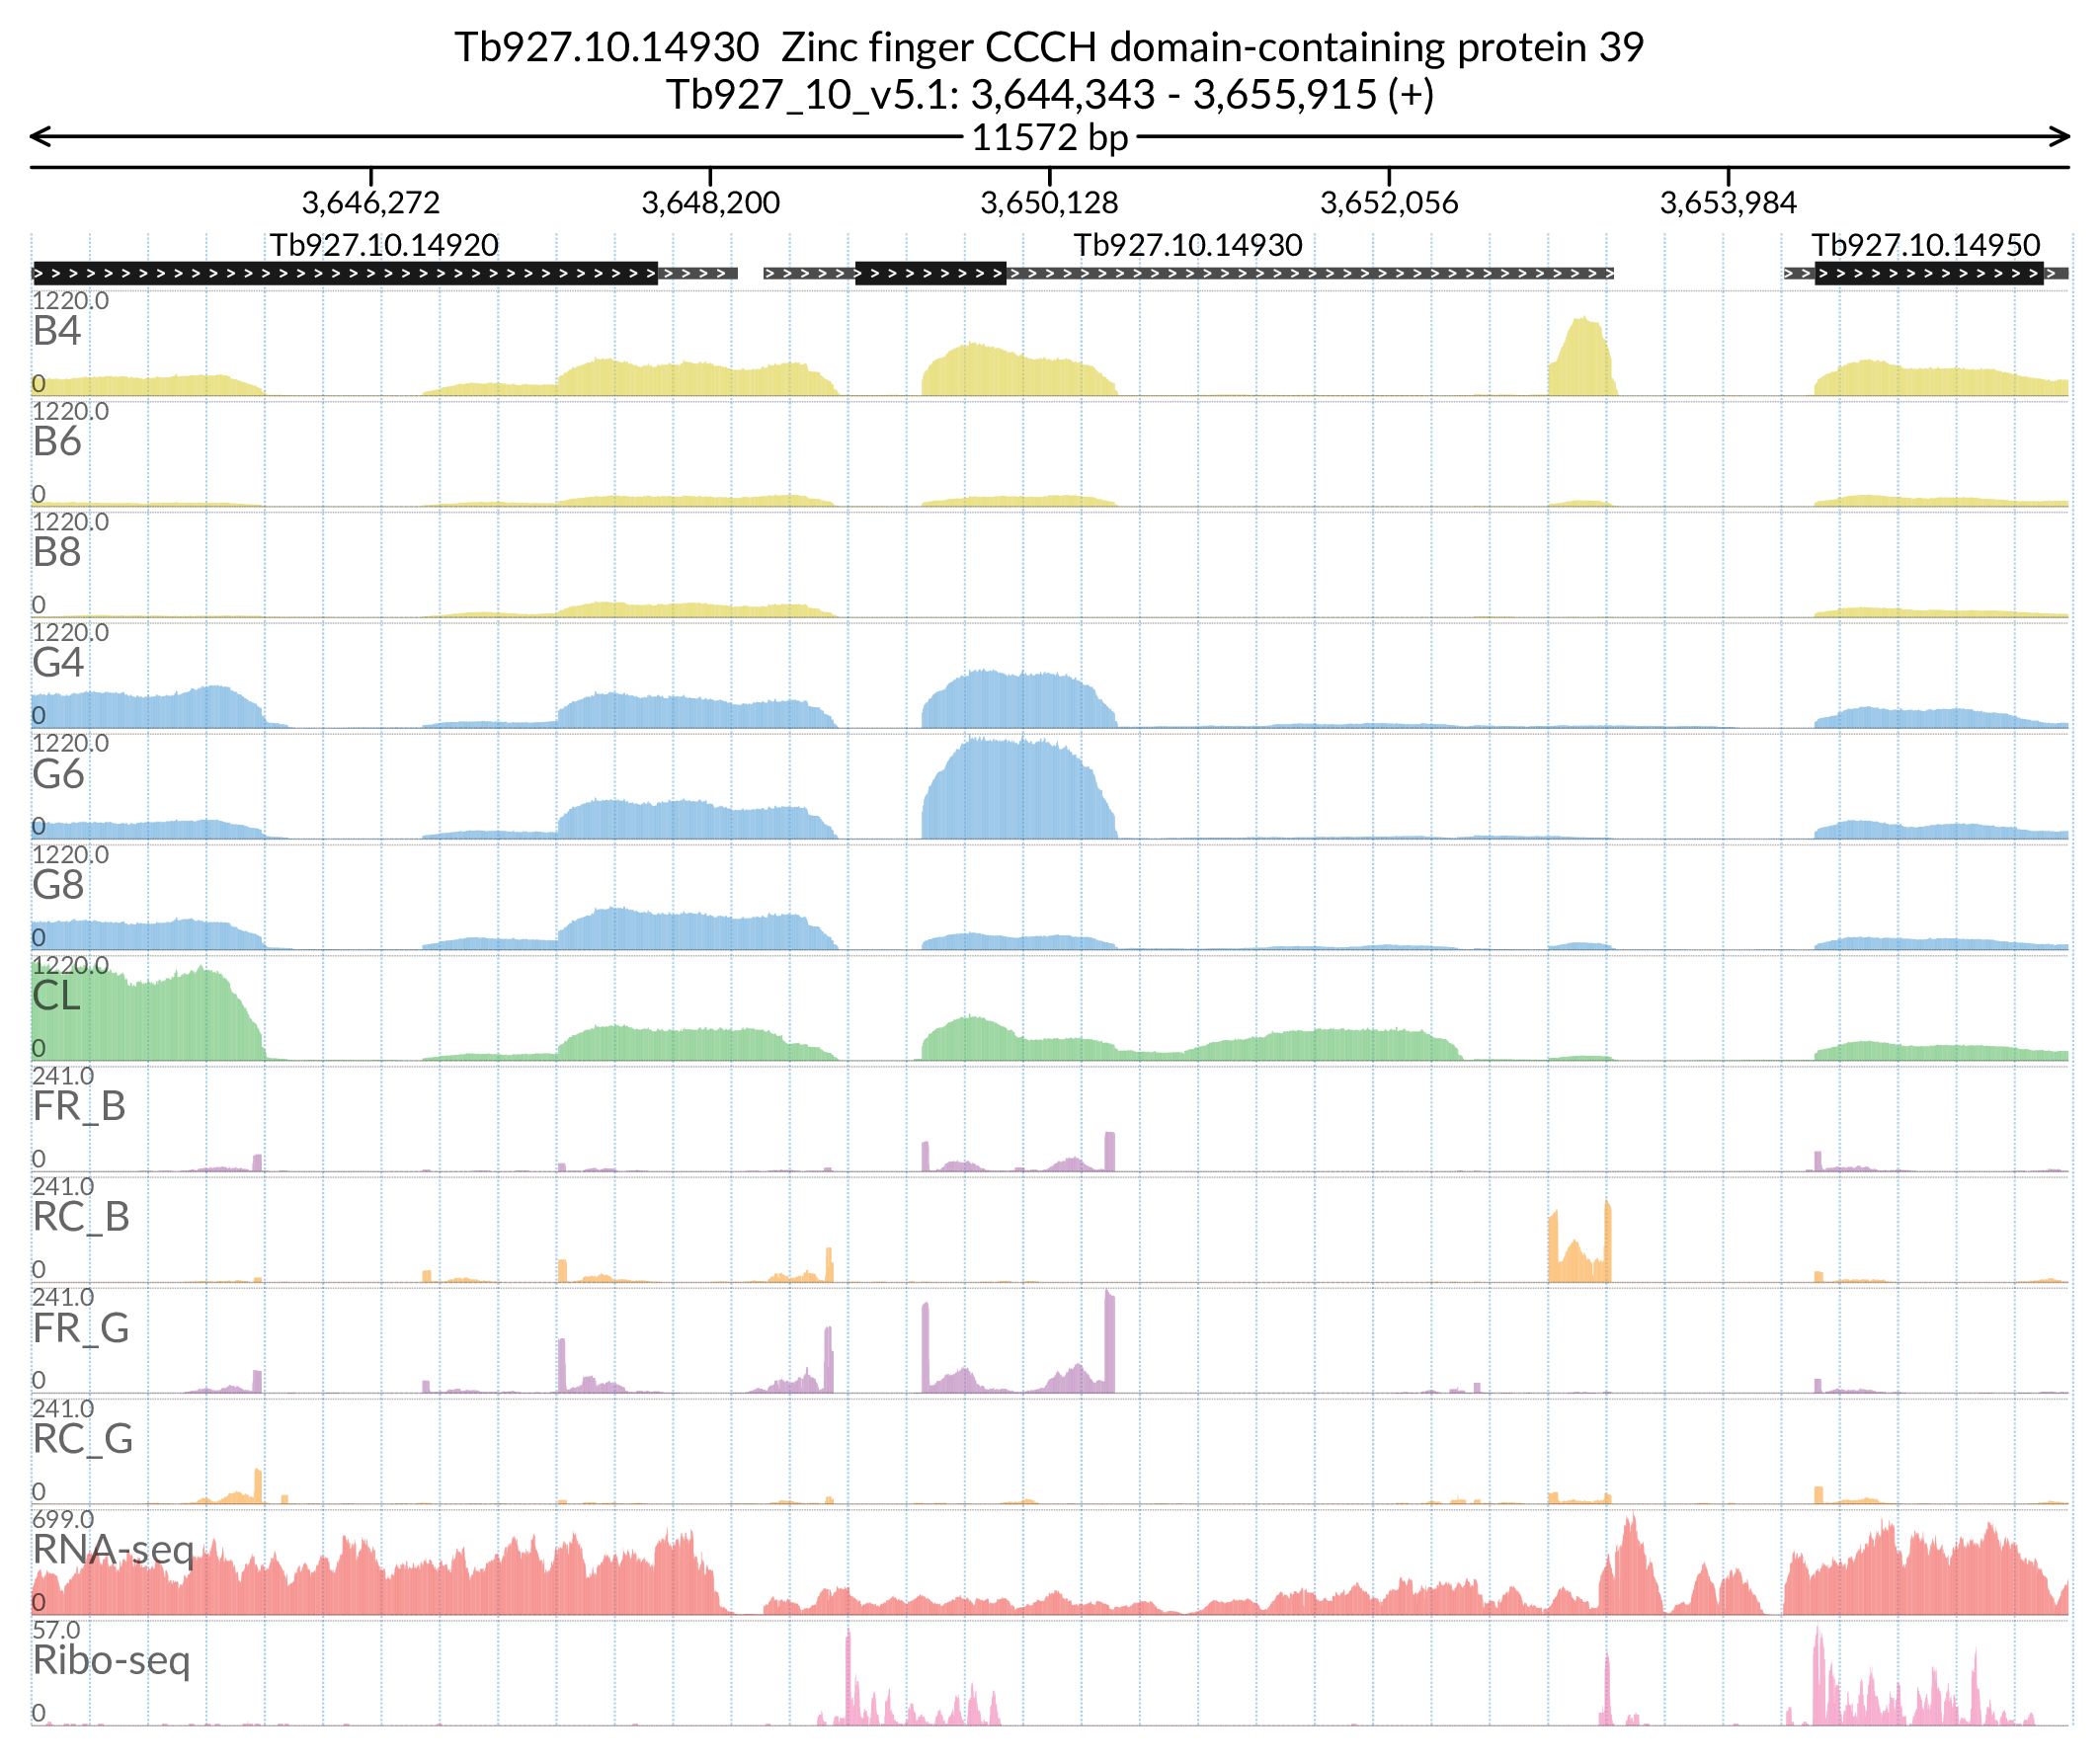 Tb927.10.14930  Zinc finger CCCH domain-containing protein 39
Tb927_10_v5.1: 3,644,343 - 3,655,915 (+)
11572 bp
3,646,272 3,648,200 3,650,128 3,652,056 3,653,984
Tb927.10.14920 Tb927.10.14930 Tb927.10.14950
1220.0
B4
0
1220.0
B6
0
1220.0
B8
0
1220.0
G4
0
1220.0
G6
0
1220.0
G8
0
1220.0
CL
0
241.0
FR_B
0
241.0
RC_B
0
241.0
FR_G
0
241.0
RC_G
0
699.0
RNA-seq
0
57.0
Ribo-seq
0